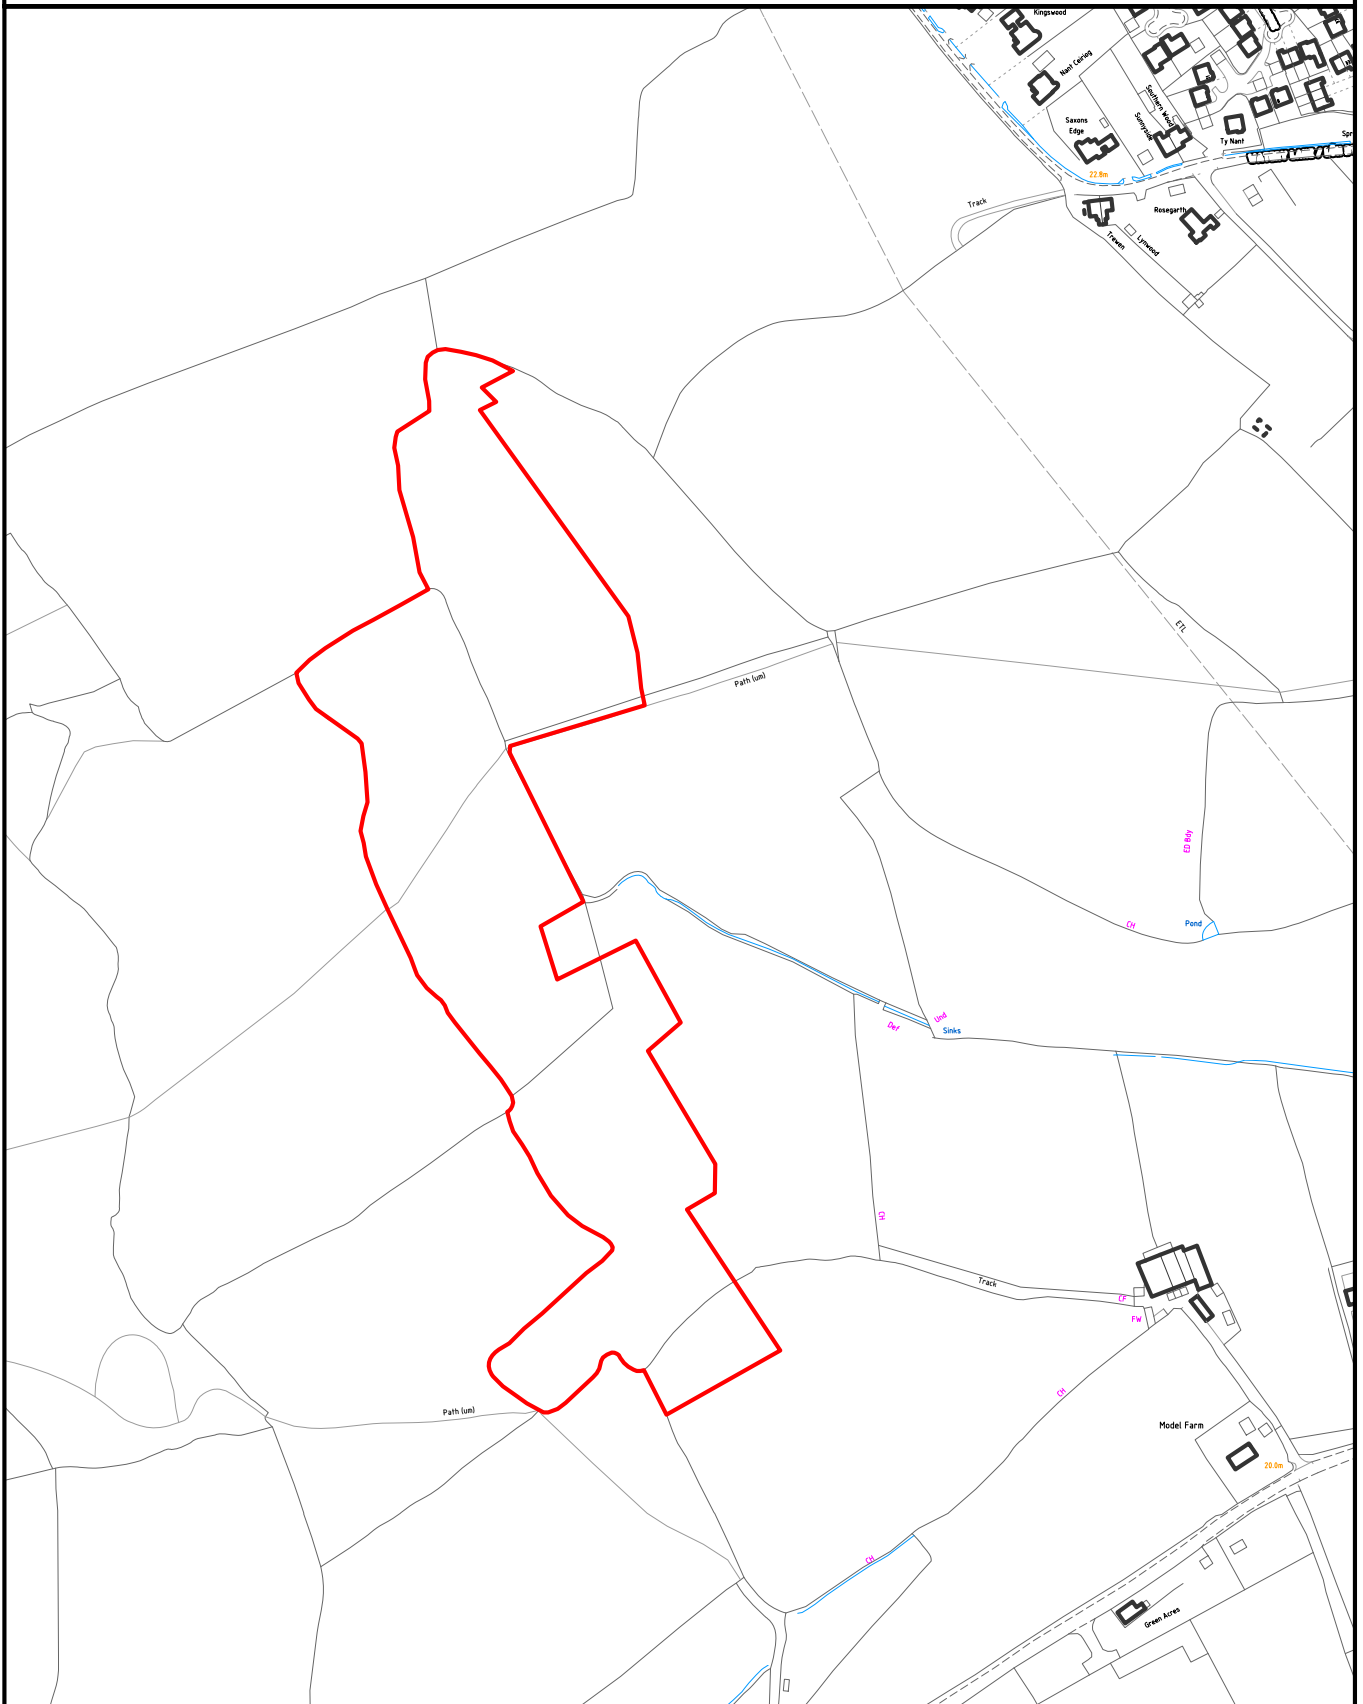 Kingswood
Nant Ceiriog
Southern Wood
Saxons
Edge
Sunnyside
Ty Nant
Spr
22.8m
Track
Rosegarth
Trewen
Lynwood
ETL
Path (um)
ED Bdy
CH
Pond
Und
Def
Sinks
CH
Track
CF
FW
CH
Path (um)
Model Farm
20.0m
CH
Green Acres